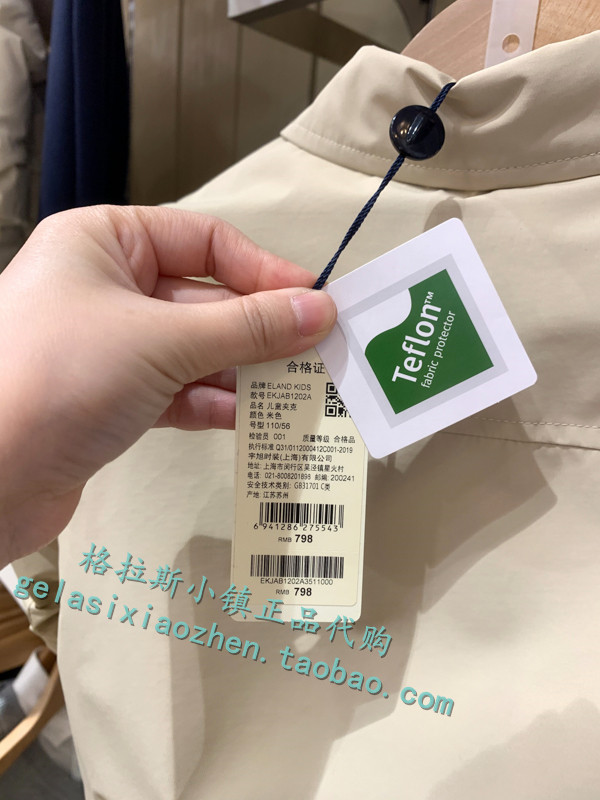 Teflon™
fabric protector
合格证
品牌 ELAND KIDS
款号 EKJAB1202A
品名 儿童夹克
颜色 米色
号型 110/56
检验员 001 质量等级 合格品
执行标准 Q31/0112000412C001-2019
宇旭时装(上海)有限公司
地址: 上海市闵行区吴泾镇星火村
电话: 021-8008201898 邮编: 200241
安全技术类别: GB31701 C类
产地: 江苏苏州
6 941286 275543
RMB 798
EKJAB1202A3511000
RMB 798
格拉斯小镇正品代购
gelasixiaozhen.taobao.com